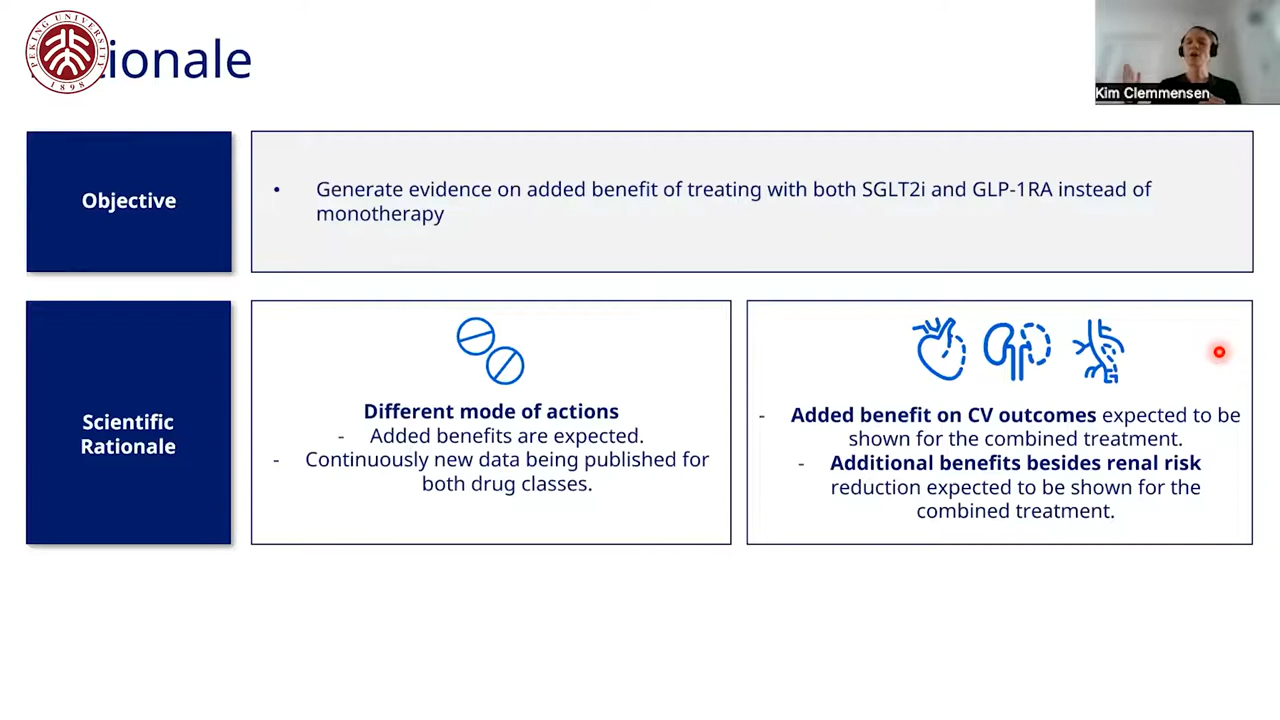 PEKING UNIVERSITY
1898
ionale
Kim Clemmensen
Objective
• Generate evidence on added benefit of treating with both SGLT2i and GLP-1RA instead of
monotherapy
Scientific
Rationale
Different mode of actions
- Added benefits are expected.
- Continuously new data being published for
both drug classes.
- Added benefit on CV outcomes expected to be
shown for the combined treatment.
- Additional benefits besides renal risk
reduction expected to be shown for the
combined treatment.